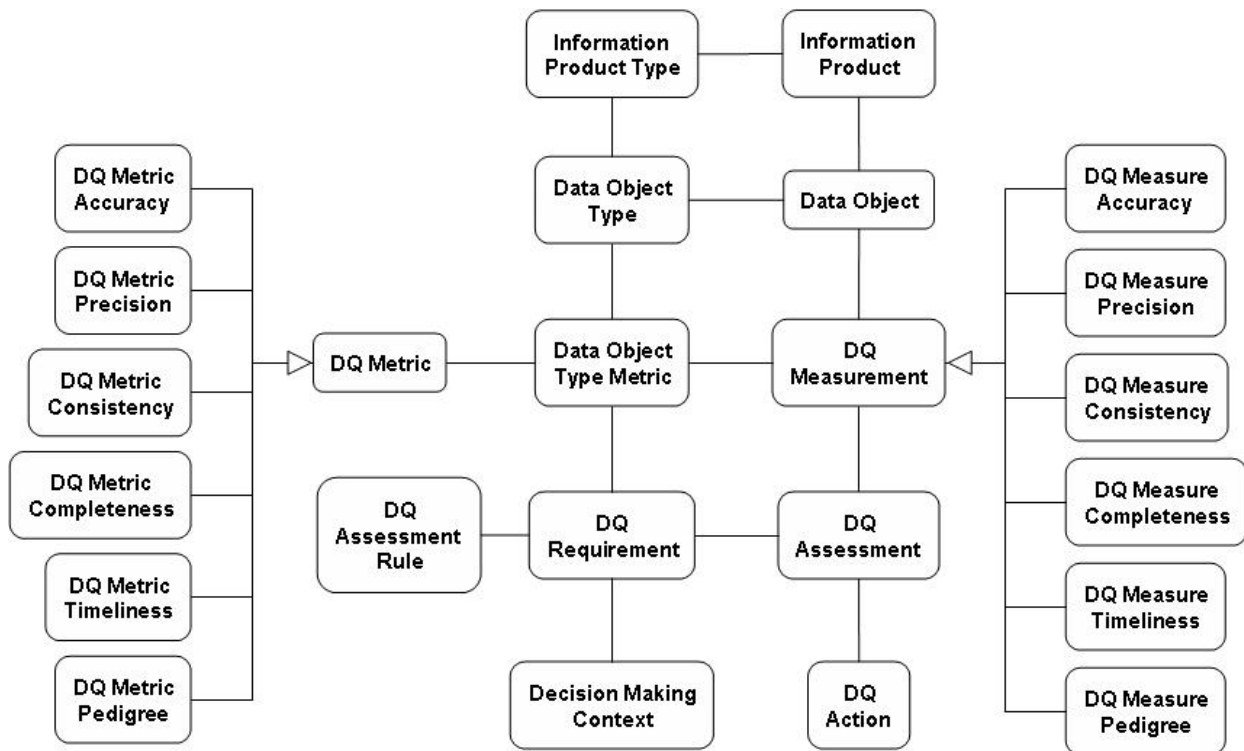 Information
Product Type
Information
Product
DQ Metric
Accuracy
Data Object
Type
Data Object
DQ Measure
Accuracy
DQ Metric
Precision
DQ Measure
Precision
DQ Metric
Data Object
Type Metric
DQ
Measurement
DQ Metric
Consistency
DQ Measure
Consistency
DQ Metric
Completeness
DQ
Assessment
Rule
DQ
Requirement
DQ
Assessment
DQ Measure
Completeness
DQ Metric
Timeliness
DQ Measure
Timeliness
DQ Metric
Pedigree
Decision Making
Context
DQ
Action
DQ Measure
Pedigree